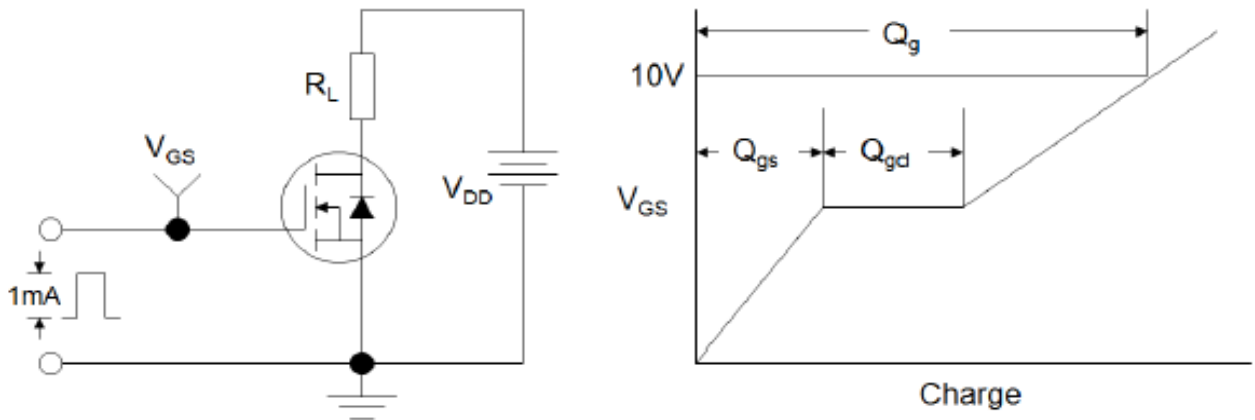 R_L
V_GS
V_DD
1mA
Q_g
10V
Q_gs
Q_gd
V_GS
Charge